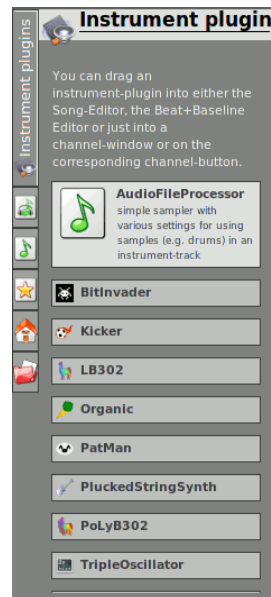 Instrument plugins
Instrument plugin
You can drag an
instrument-plugin into either the
Song-Editor, the Beat+Baseline
Editor or just into a
channel-window or on the
corresponding channel-button.
AudioFileProcessor
simple sampler with
various settings for using
samples (e.g. drums) in an
instrument-track
BitInvader
Kicker
LB302
Organic
PatMan
PluckedStringSynth
PoLyB302
TripleOscillator